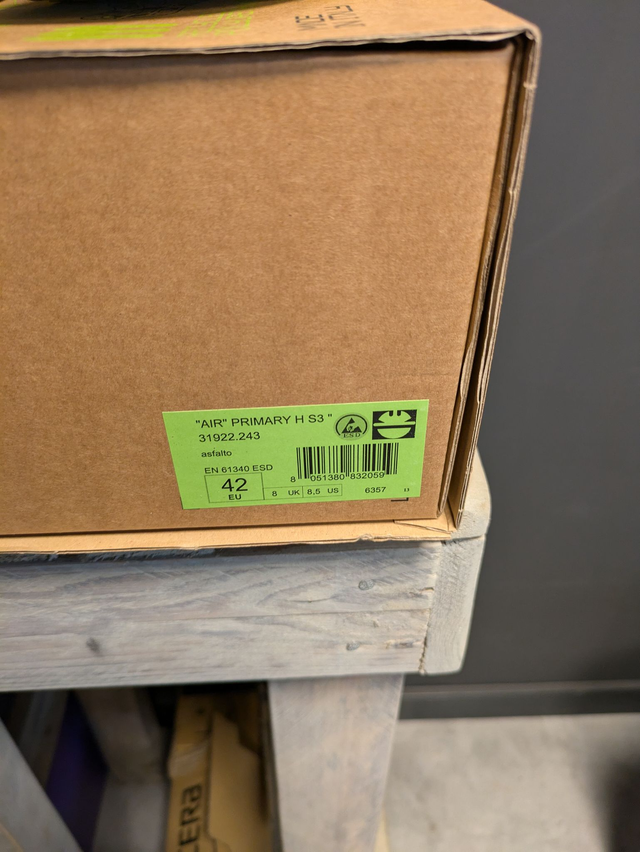 "AIR" PRIMARY H S3 "
31922.243
asfalto
EN 61340 ESD
ESD
8 051380 832059
42
EU
8 UK 8,5 US
6357